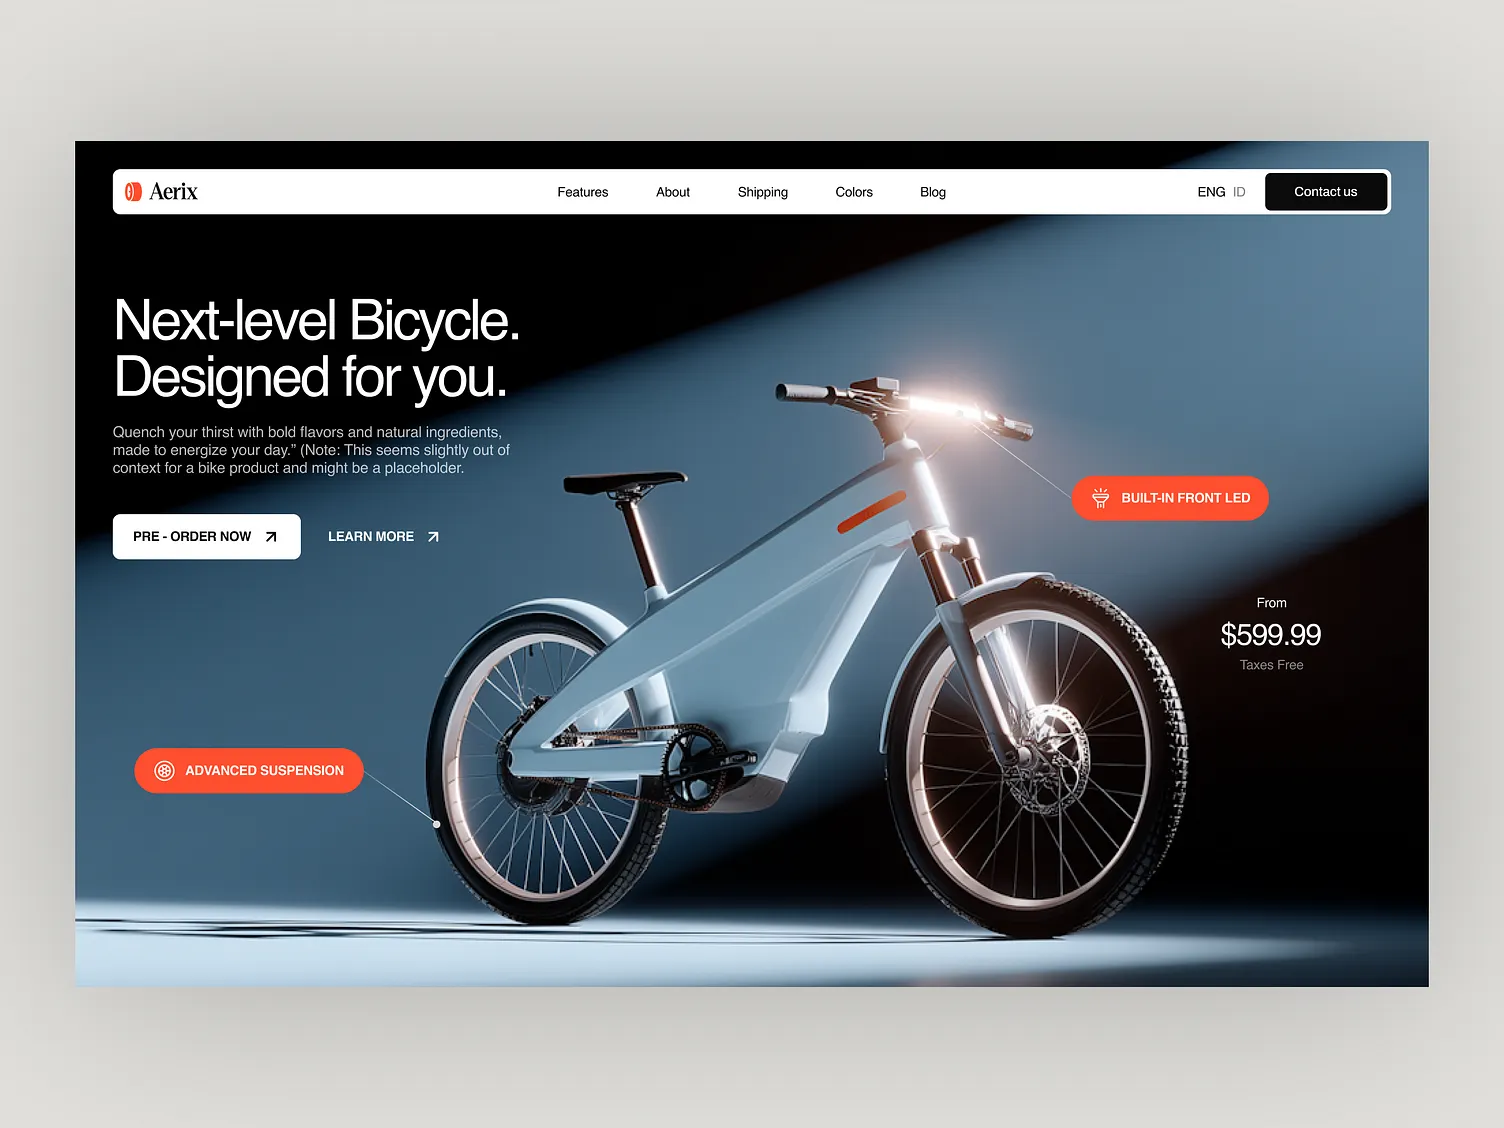 Aerix
Features
About
Shipping
Colors
Blog
ENG ID
Contact us
Next-level Bicycle.
Designed for you.
Quench your thirst with bold flavors and natural ingredients,
made to energize your day.” (Note: This seems slightly out of
context for a bike product and might be a placeholder.
PRE - ORDER NOW
LEARN MORE
BUILT-IN FRONT LED
From
$599.99
Taxes Free
ADVANCED SUSPENSION